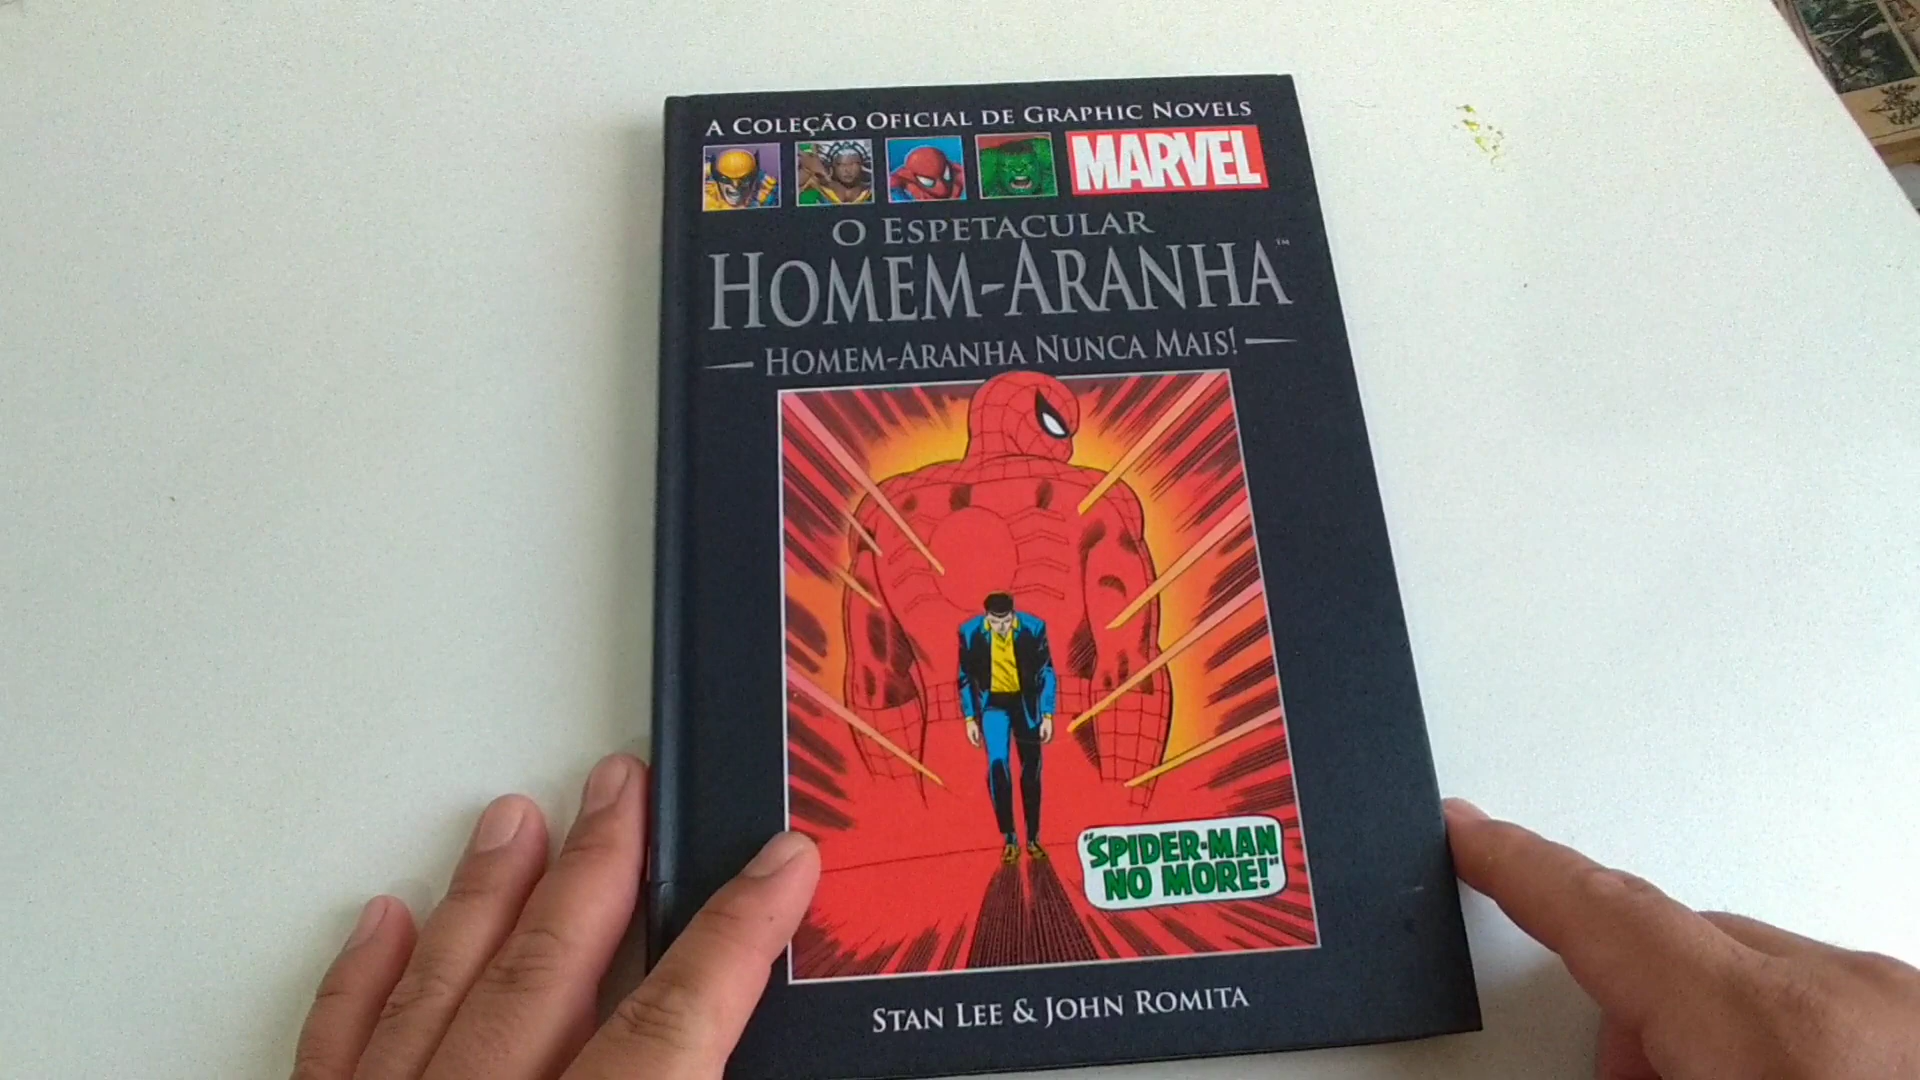 A Coleção Oficial de Graphic Novels
MARVEL
O Espetacular
Homem-Aranha™
Homem-Aranha Nunca Mais!
"SPIDER-MAN
NO MORE!"
Stan Lee & John Romita